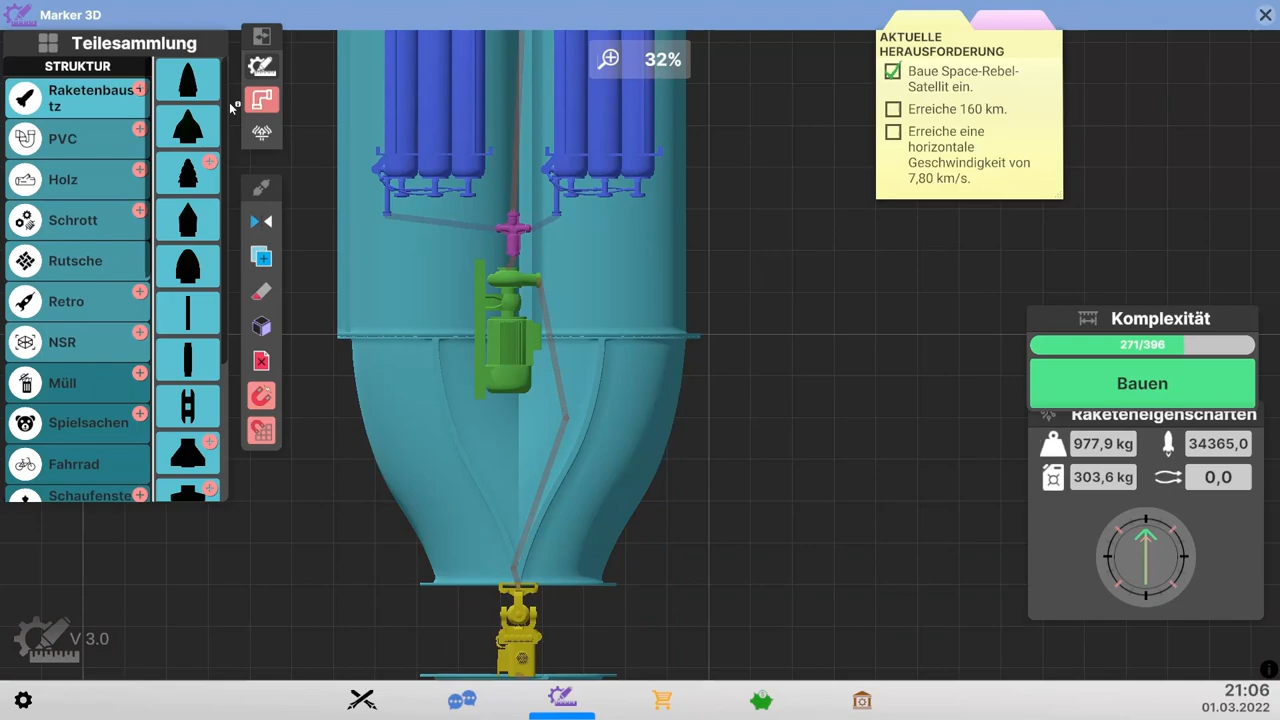 Marker 3D
Teilesammlung
STRUKTUR
Raketenbaus
tz
PVC
Holz
Schrott
Rutsche
Retro
NSR
Müll
Spielsachen
Fahrrad
Schaufenste
32%
AKTUELLE
HERAUSFORDERUNG
Baue Space-Rebel-
Satellit ein.
Erreiche 160 km.
Erreiche eine
horizontale
Geschwindigkeit von
7,80 km/s.
Komplexität
271/396
Bauen
Raketeneigenschaften
977,9 kg
34365,0
303,6 kg
0,0
V 3.0
21:06
01.03.2022